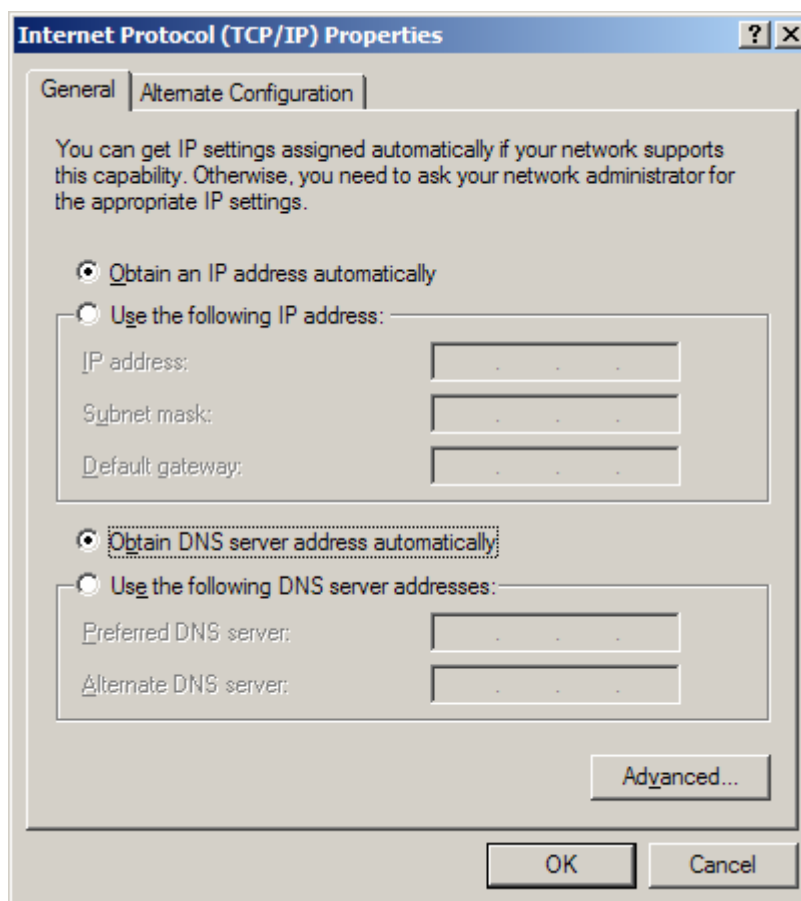 Internet Protocol (TCP/IP) Properties
General
Alternate Configuration
You can get IP settings assigned automatically if your network supports
this capability. Otherwise, you need to ask your network administrator for
the appropriate IP settings.
Obtain an IP address automatically
Use the following IP address:
IP address:
Subnet mask:
Default gateway:
Obtain DNS server address automatically
Use the following DNS server addresses:
Preferred DNS server:
Alternate DNS server:
Advanced...
OK
Cancel